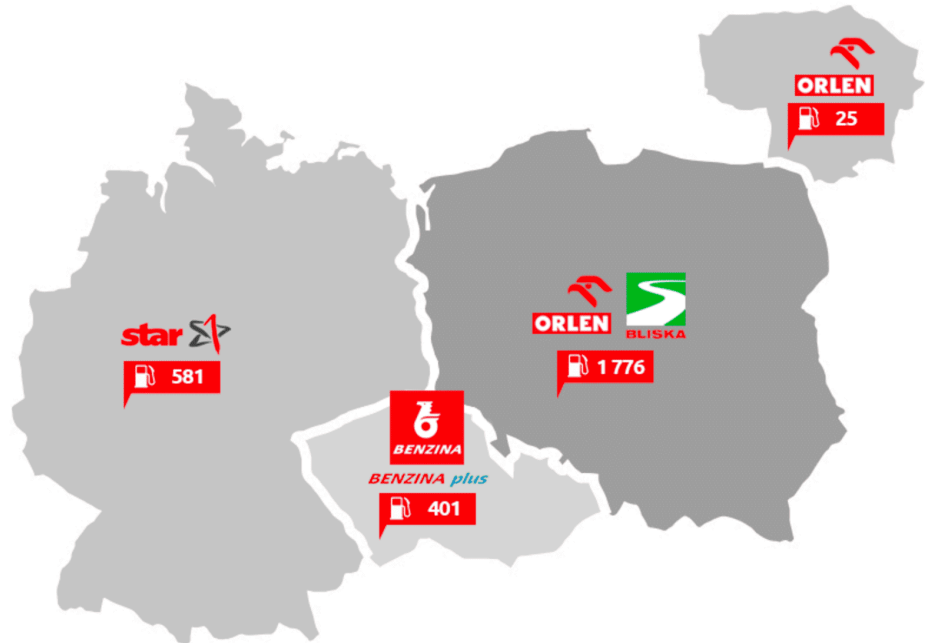 ORLEN
25
ORLEN
BLISKA
1 776
star
581
BENZINA
BENZINA plus
401